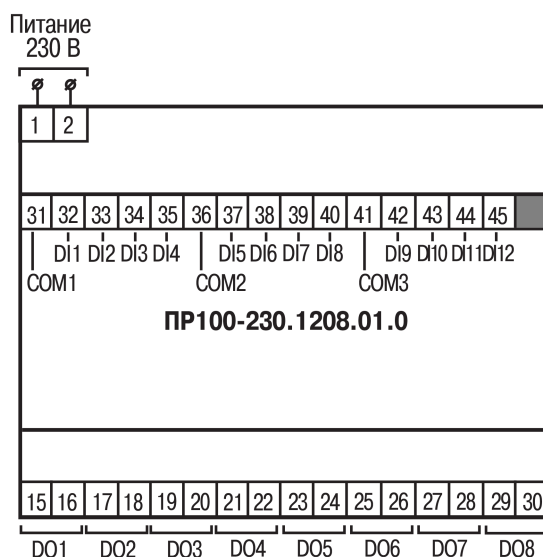 Питание
230 В
1 2
31 32 33 34 35 36 37 38 39 40 41 42 43 44 45
DI1 DI2 DI3 DI4 DI5 DI6 DI7 DI8 DI9 DI10 DI11 DI12
COM1 COM2 COM3
ПР100-230.1208.01.0
15 16 17 18 19 20 21 22 23 24 25 26 27 28 29 30
DO1 DO2 DO3 DO4 DO5 DO6 DO7 DO8